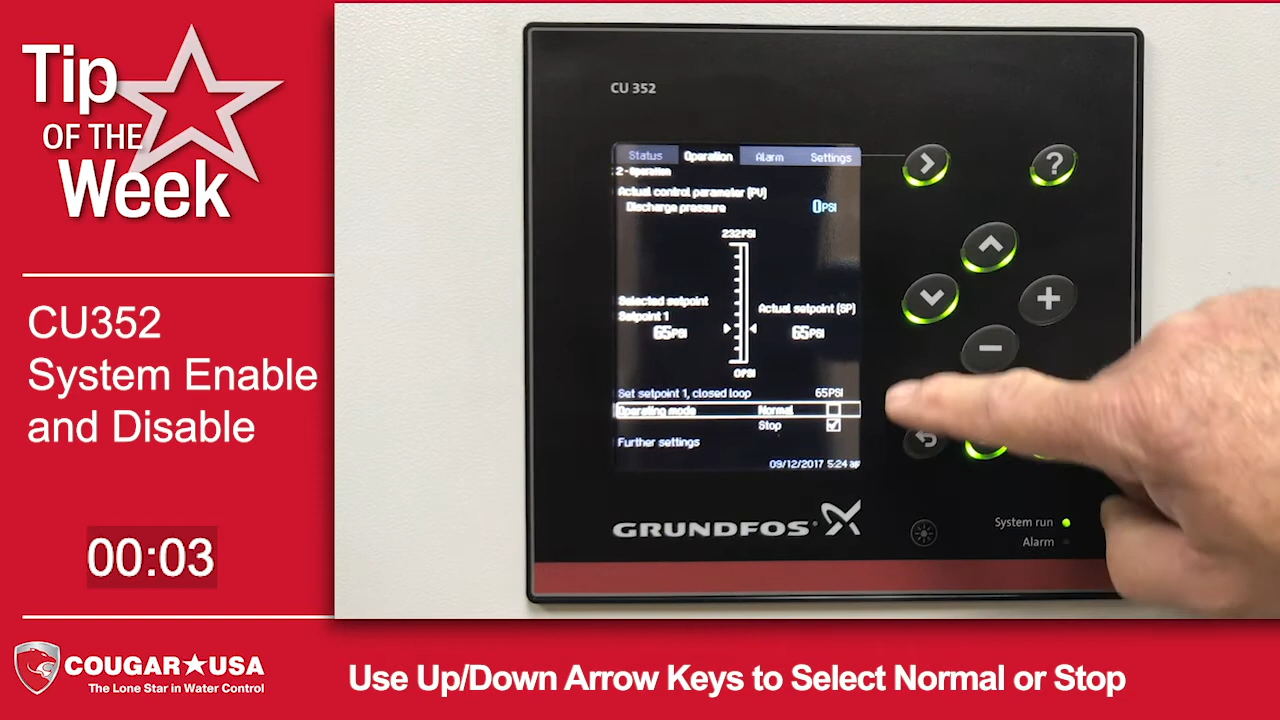 Tip
OF THE
Week
CU352
System Enable
and Disable
00:03
COUGAR USA
The Lone Star in Water Control
Use Up/Down Arrow Keys to Select Normal or Stop
CU 352
Status Operation Alarm Settings
2 - Operation
Actual control parameter (PV)
Discharge pressure 0PSI
232PSI
Selected setpoint
Setpoint 1
65PSI
Actual setpoint (SP)
65PSI
0PSI
Set setpoint 1, closed loop 65PSI
Operating mode Normal
Stop
Further settings
09/12/2017 5:24
GRUNDFOS
System run
Alarm
?
+